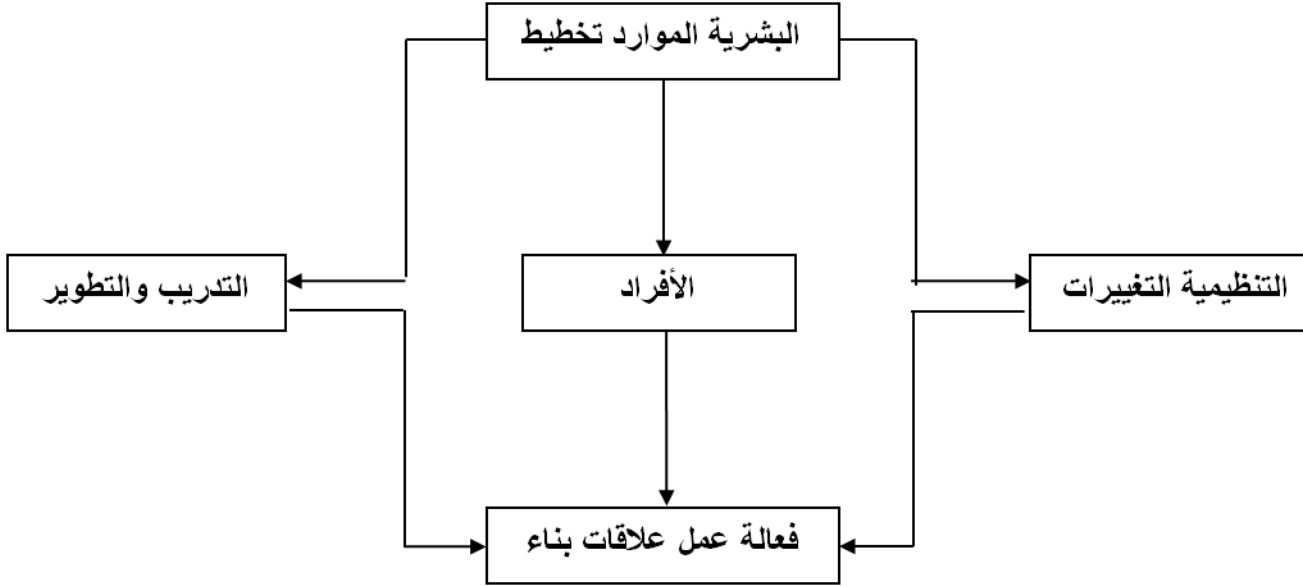 البشرية الموارد تخطيط
التنظيمية التغييرات
الأفراد
التدريب والتطوير
فعالة عمل علاقات بناء